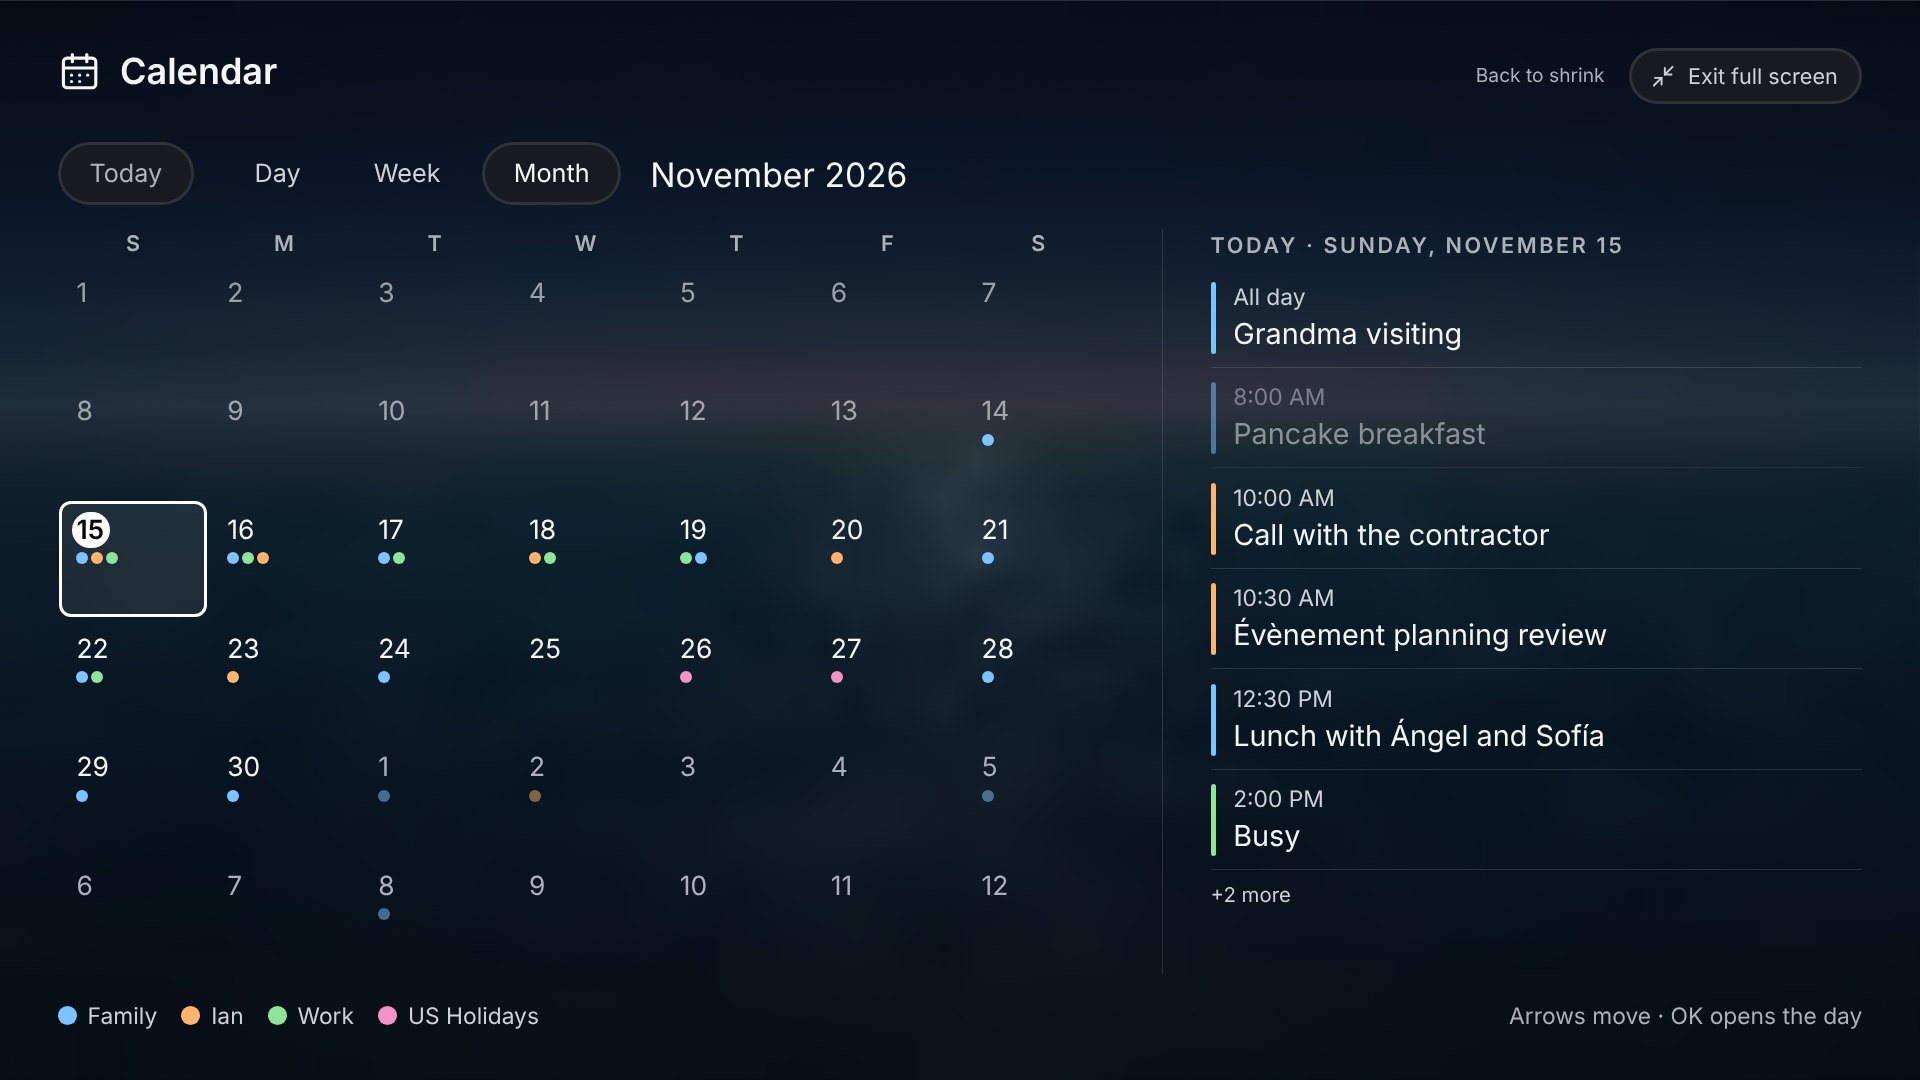 Calendar
Back to shrink
Exit full screen
Today
Day
Week
Month
November 2026
S M T W T F S
1 2 3 4 5 6 7
8 9 10 11 12 13 14
15 16 17 18 19 20 21
22 23 24 25 26 27 28
29 30 1 2 3 4 5
6 7 8 9 10 11 12
TODAY · SUNDAY, NOVEMBER 15
All day
Grandma visiting
8:00 AM
Pancake breakfast
10:00 AM
Call with the contractor
10:30 AM
Évènement planning review
12:30 PM
Lunch with Ángel and Sofía
2:00 PM
Busy
+2 more
Family
Ian
Work
US Holidays
Arrows move · OK opens the day